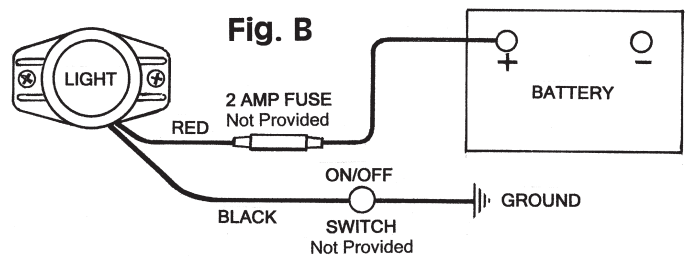 Fig. B
LIGHT
2 AMP FUSE
Not Provided
RED
+
−
BATTERY
ON/OFF
SWITCH
Not Provided
BLACK
GROUND